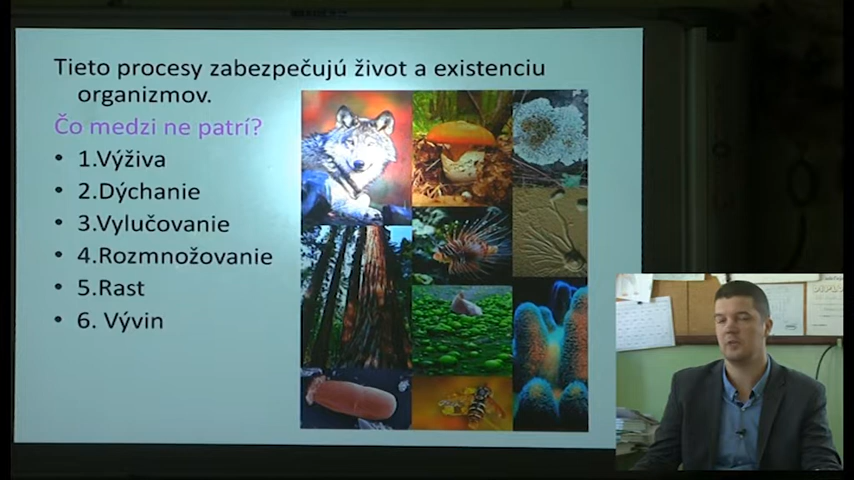 Tieto procesy zabezpečujú život a existenciu
organizmov.
Čo medzi ne patrí?
• 1.Výživa
• 2.Dýchanie
• 3.Vylučovanie
• 4.Rozmnožovanie
• 5.Rast
• 6. Vývin